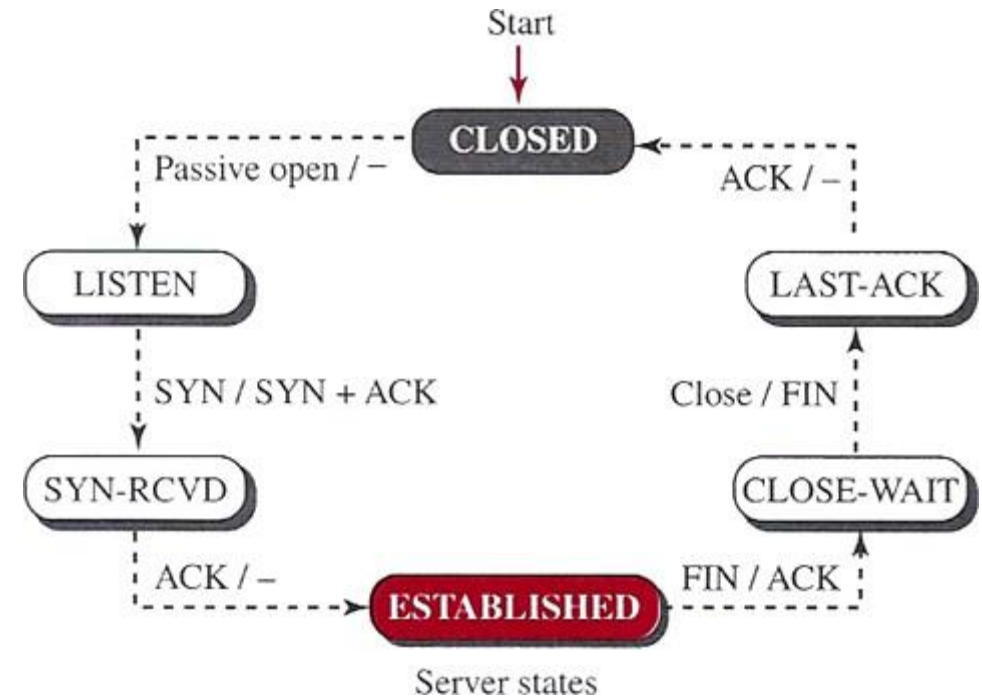 Start
CLOSED
Passive open / –
ACK / –
LISTEN
LAST-ACK
SYN / SYN + ACK
Close / FIN
SYN-RCVD
CLOSE-WAIT
ACK / –
FIN / ACK
ESTABLISHED
Server states